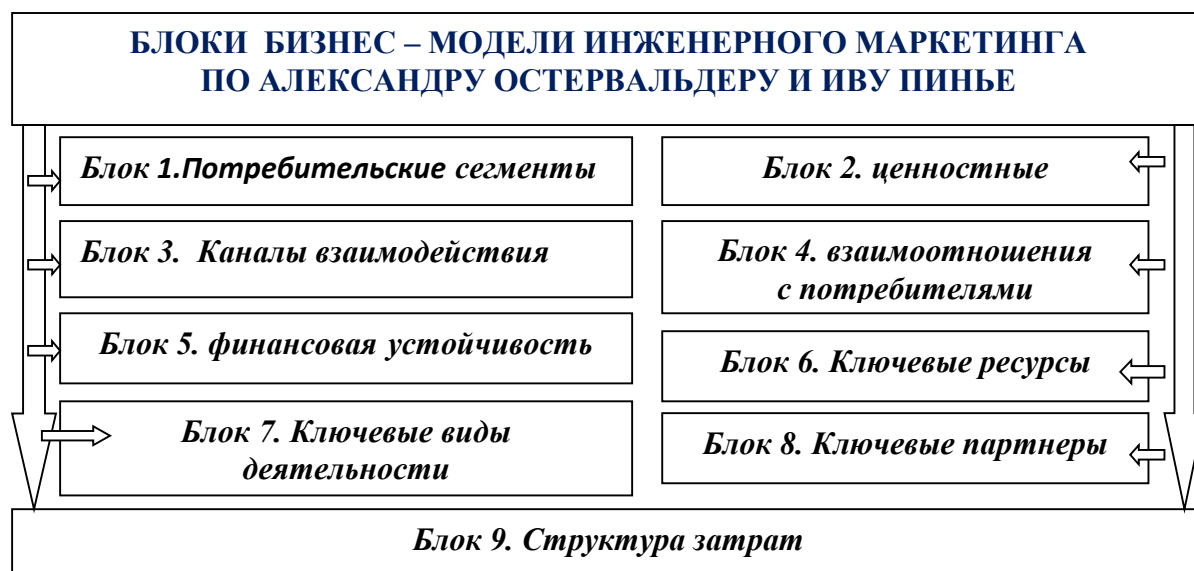 БЛОКИ БИЗНЕС – МОДЕЛИ ИНЖЕНЕРНОГО МАРКЕТИНГА
ПО АЛЕКСАНДРУ ОСТЕРВАЛЬДЕРУ И ИВУ ПИНЬЕ
Блок 1.Потребительские сегменты
Блок 2. ценностные
Блок 3. Каналы взаимодействия
Блок 4. взаимоотношения
с потребителями
Блок 5. финансовая устойчивость
Блок 6. Ключевые ресурсы
Блок 7. Ключевые виды
деятельности
Блок 8. Ключевые партнеры
Блок 9. Структура затрат